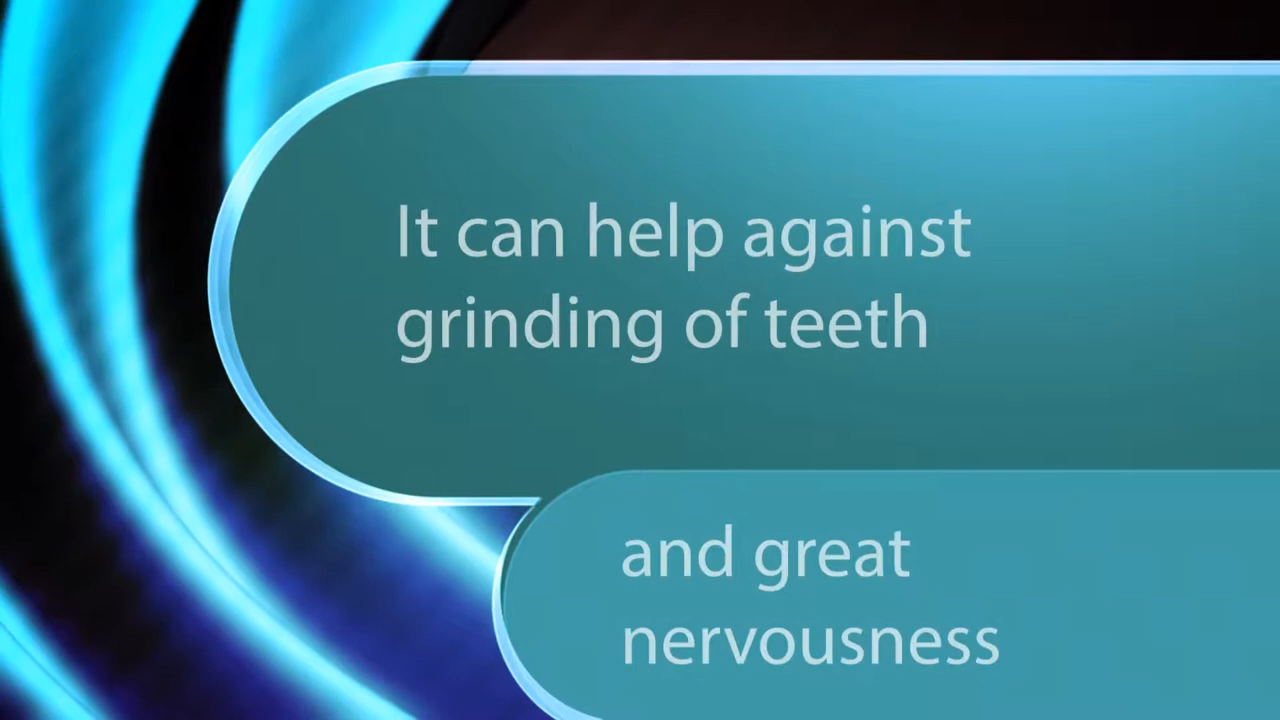 It can help against
grinding of teeth
and great
nervousness